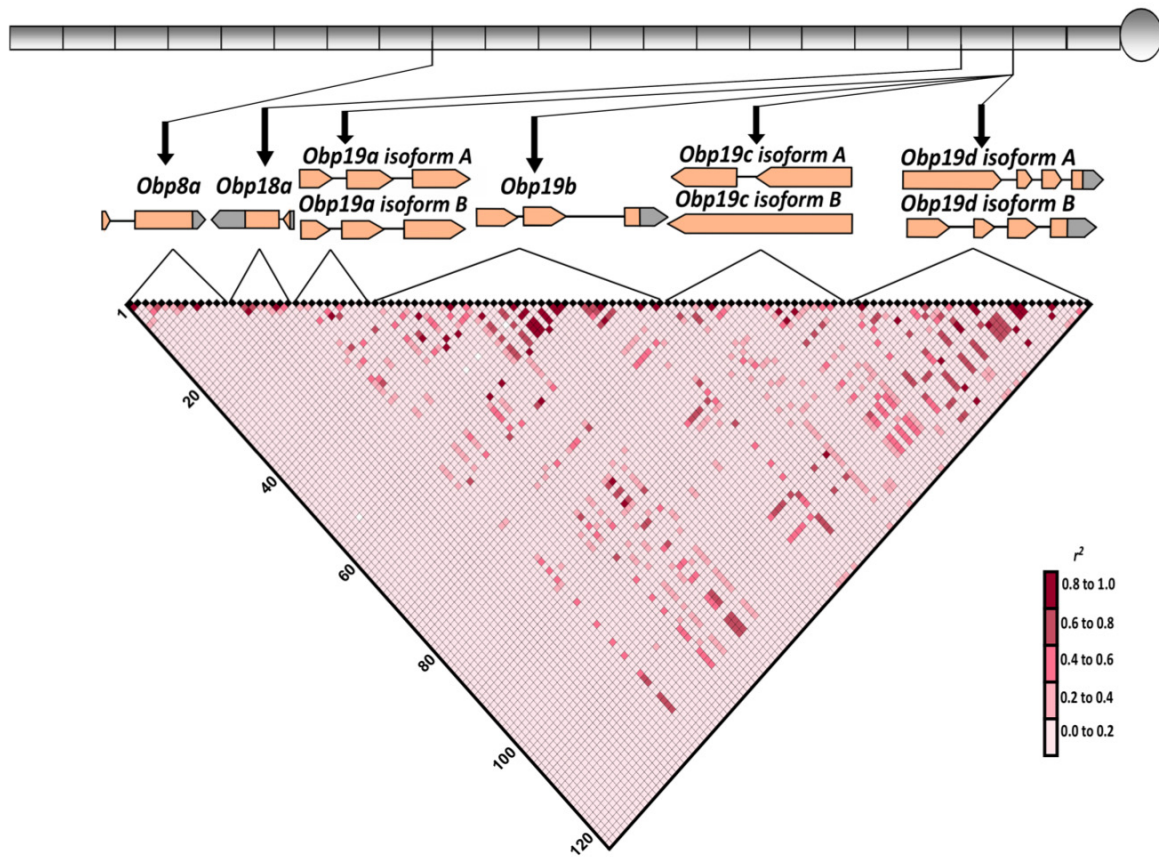 Obp19a isoform A
Obp19c isoform A
Obp19d isoform A
Obp8a
Obp18a
Obp19b
Obp19a isoform B
Obp19c isoform B
Obp19d isoform B
1
20
40
60
80
100
120
r²
0.8 to 1.0
0.6 to 0.8
0.4 to 0.6
0.2 to 0.4
0.0 to 0.2